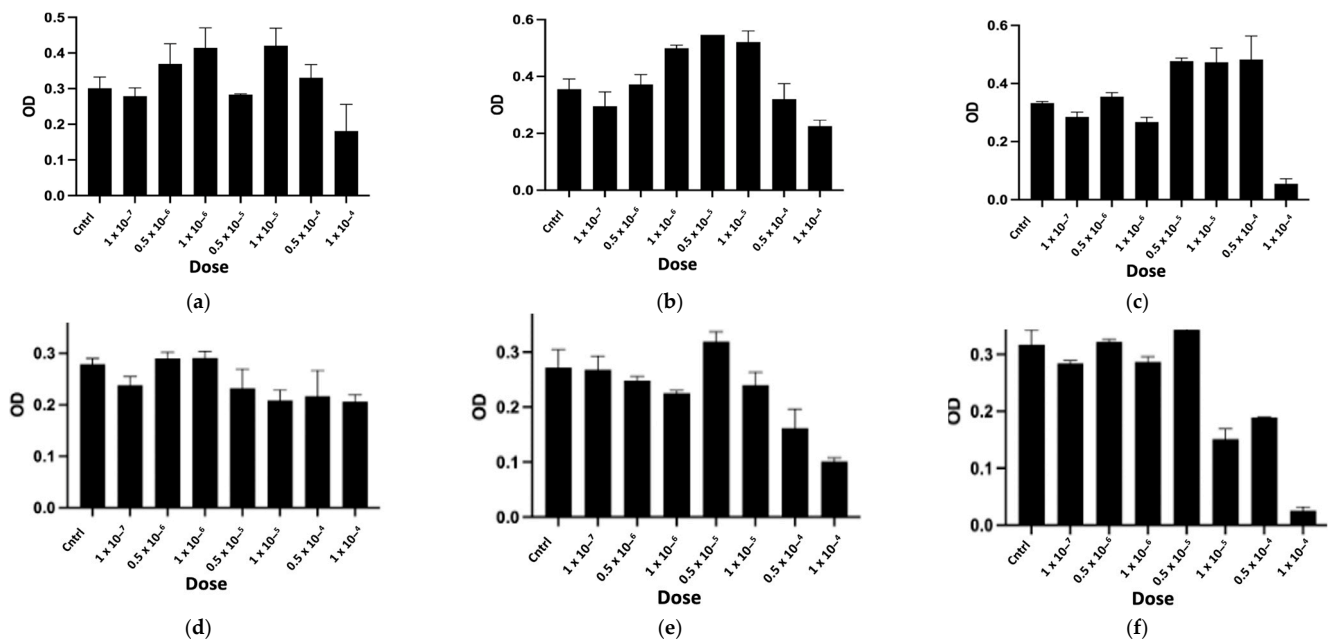 0.5
0.4
0.3
0.2
0.1
0.0
OD
Cntrl
1 x 10–⁷
0.5 x 10–⁶
1 x 10–⁶
0.5 x 10–⁵
1 x 10–⁵
0.5 x 10–⁴
1 x 10–⁴
Dose
(a)
0.6
0.4
0.2
0.0
OD
Cntrl
1 x 10–⁷
0.5 x 10–⁶
1 x 10–⁶
0.5 x 10–⁵
1 x 10–⁵
0.5 x 10–⁴
1 x 10–⁴
Dose
(b)
0.6
0.4
0.2
0.0
OD
Cntrl
1 x 10–⁷
0.5 x 10–⁶
1 x 10–⁶
0.5 x 10–⁵
1 x 10–⁵
0.5 x 10–⁴
1 x 10–⁴
Dose
(c)
0.3
0.2
0.1
0.0
OD
Cntrl
1 x 10–⁷
0.5 x 10–⁶
1 x 10–⁶
0.5 x 10–⁵
1 x 10–⁵
0.5 x 10–⁴
1 x 10–⁴
Dose
(d)
0.3
0.2
0.1
0.0
OD
Cntrl
1 x 10–⁷
0.5 x 10–⁶
1 x 10–⁶
0.5 x 10–⁵
1 x 10–⁵
0.5 x 10–⁴
1 x 10–⁴
Dose
(e)
0.3
0.2
0.1
0.0
OD
Cntrl
1 x 10–⁷
0.5 x 10–⁶
1 x 10–⁶
0.5 x 10–⁵
1 x 10–⁵
0.5 x 10–⁴
1 x 10–⁴
Dose
(f)